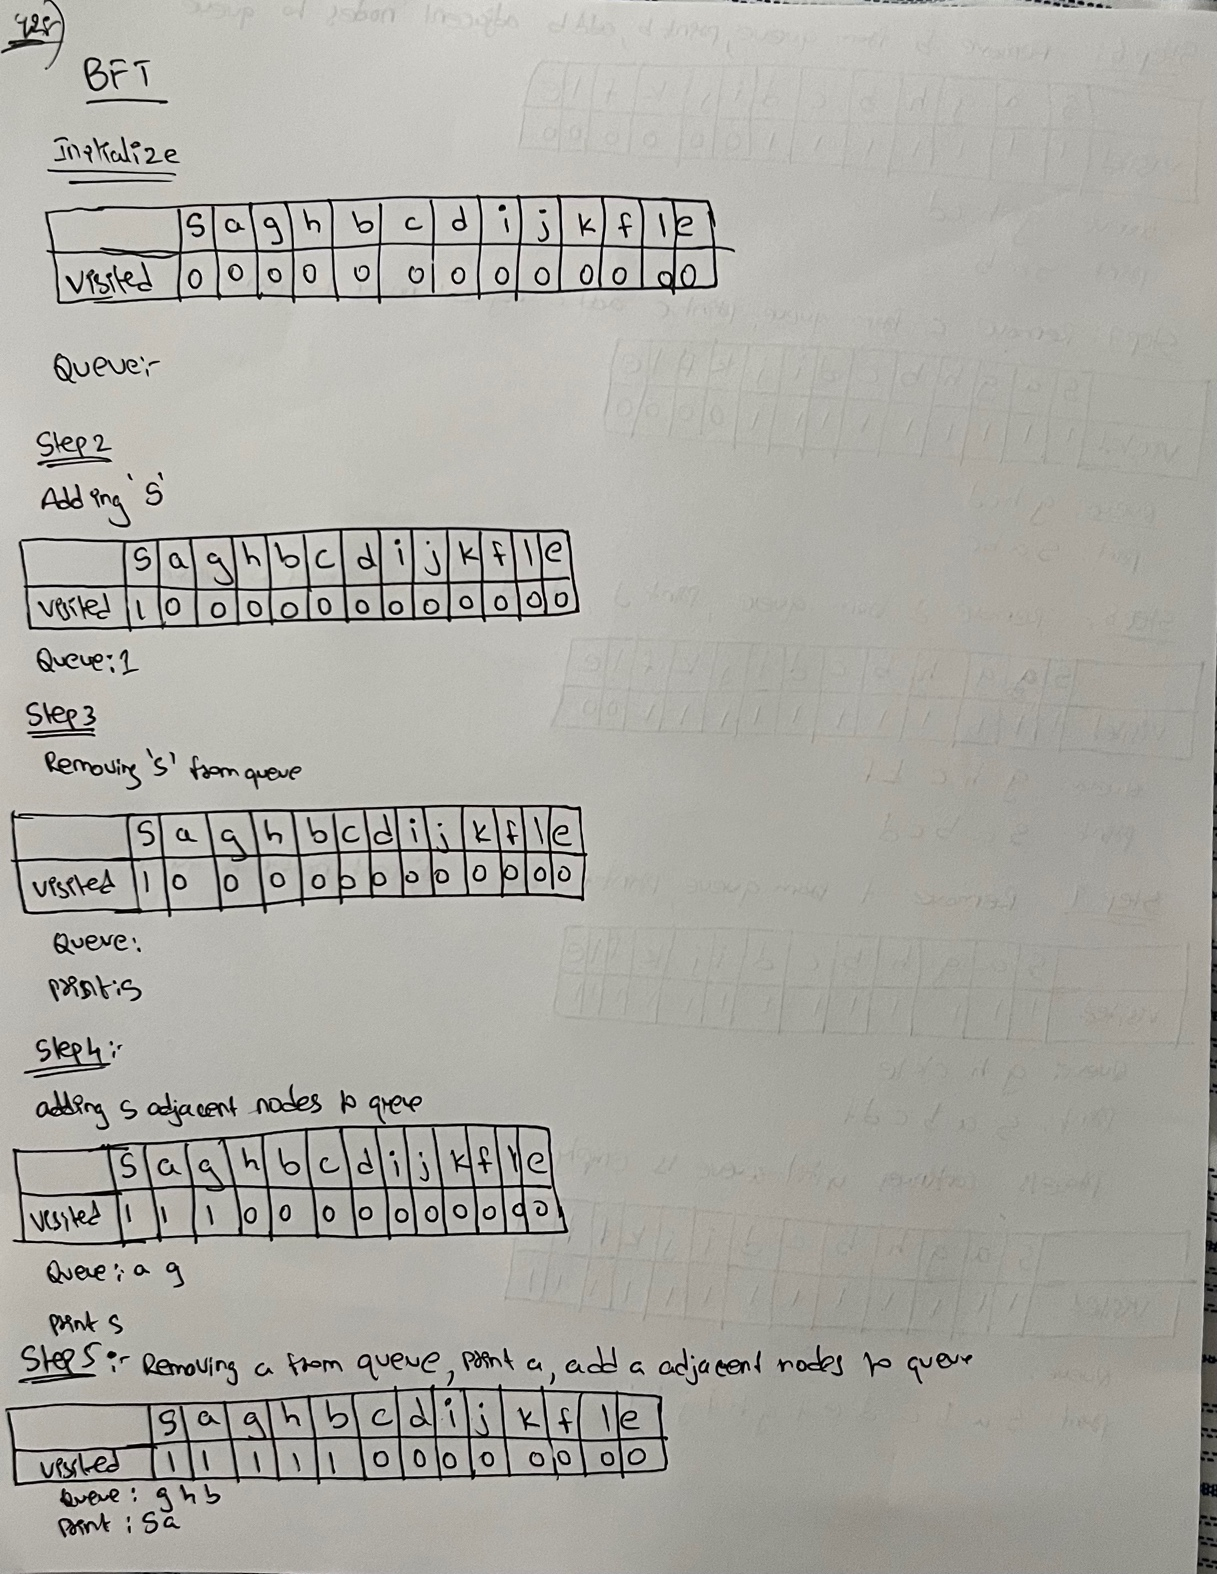 BFT
Initialize
s a g h b c d i j k f l e
visited 0 0 0 0 0 0 0 0 0 0 0 0 0
Queue:-
Step 2
Adding 's'
s a g h b c d i j k f l e
visited 1 0 0 0 0 0 0 0 0 0 0 0 0
Queue: 1
Step 3
Removing 's' from queue
s a g h b c d i j k f l e
visited 1 0 0 0 0 0 0 0 0 0 0 0 0
Queue:
print: s
Step 4:-
adding s adjacent nodes to queue
s a g h b c d i j k f l e
visited 1 1 1 0 0 0 0 0 0 0 0 0 0
Queue: a g
print s
Step 5:- Removing a from queue, print a, add a adjacent nodes to queue
s a g h b c d i j k f l e
visited 1 1 1 1 1 0 0 0 0 0 0 0 0
Queue: g h b
print: s a